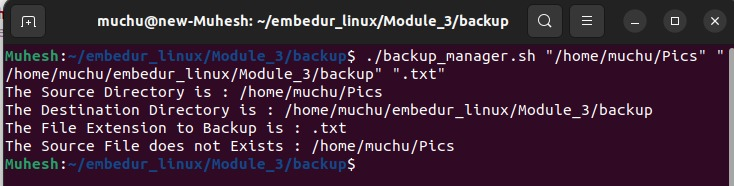 muchu@new-Muhesh: ~/embedur_linux/Module_3/backup
Muhesh:~/embedur_linux/Module_3/backup$ ./backup_manager.sh "/home/muchu/Pics" "
/home/muchu/embedur_linux/Module_3/backup" ".txt"
The Source Directory is : /home/muchu/Pics
The Destination Directory is : /home/muchu/embedur_linux/Module_3/backup
The File Extension to Backup is : .txt
The Source File does not Exists : /home/muchu/Pics
Muhesh:~/embedur_linux/Module_3/backup$